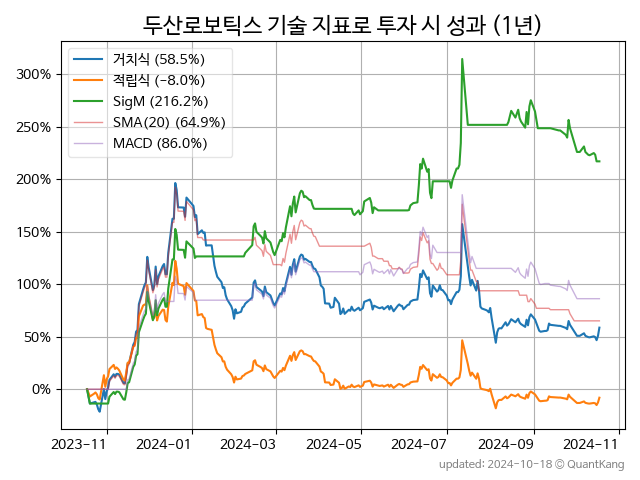 두산로보틱스 기술 지표로 투자 시 성과 (1년)
거치식 (58.5%)
적립식 (-8.0%)
SigM (216.2%)
SMA(20) (64.9%)
MACD (86.0%)
300%
250%
200%
150%
100%
50%
0%
2023-11 2024-01 2024-03 2024-05 2024-07 2024-09 2024-11
updated: 2024-10-18 © QuantKang